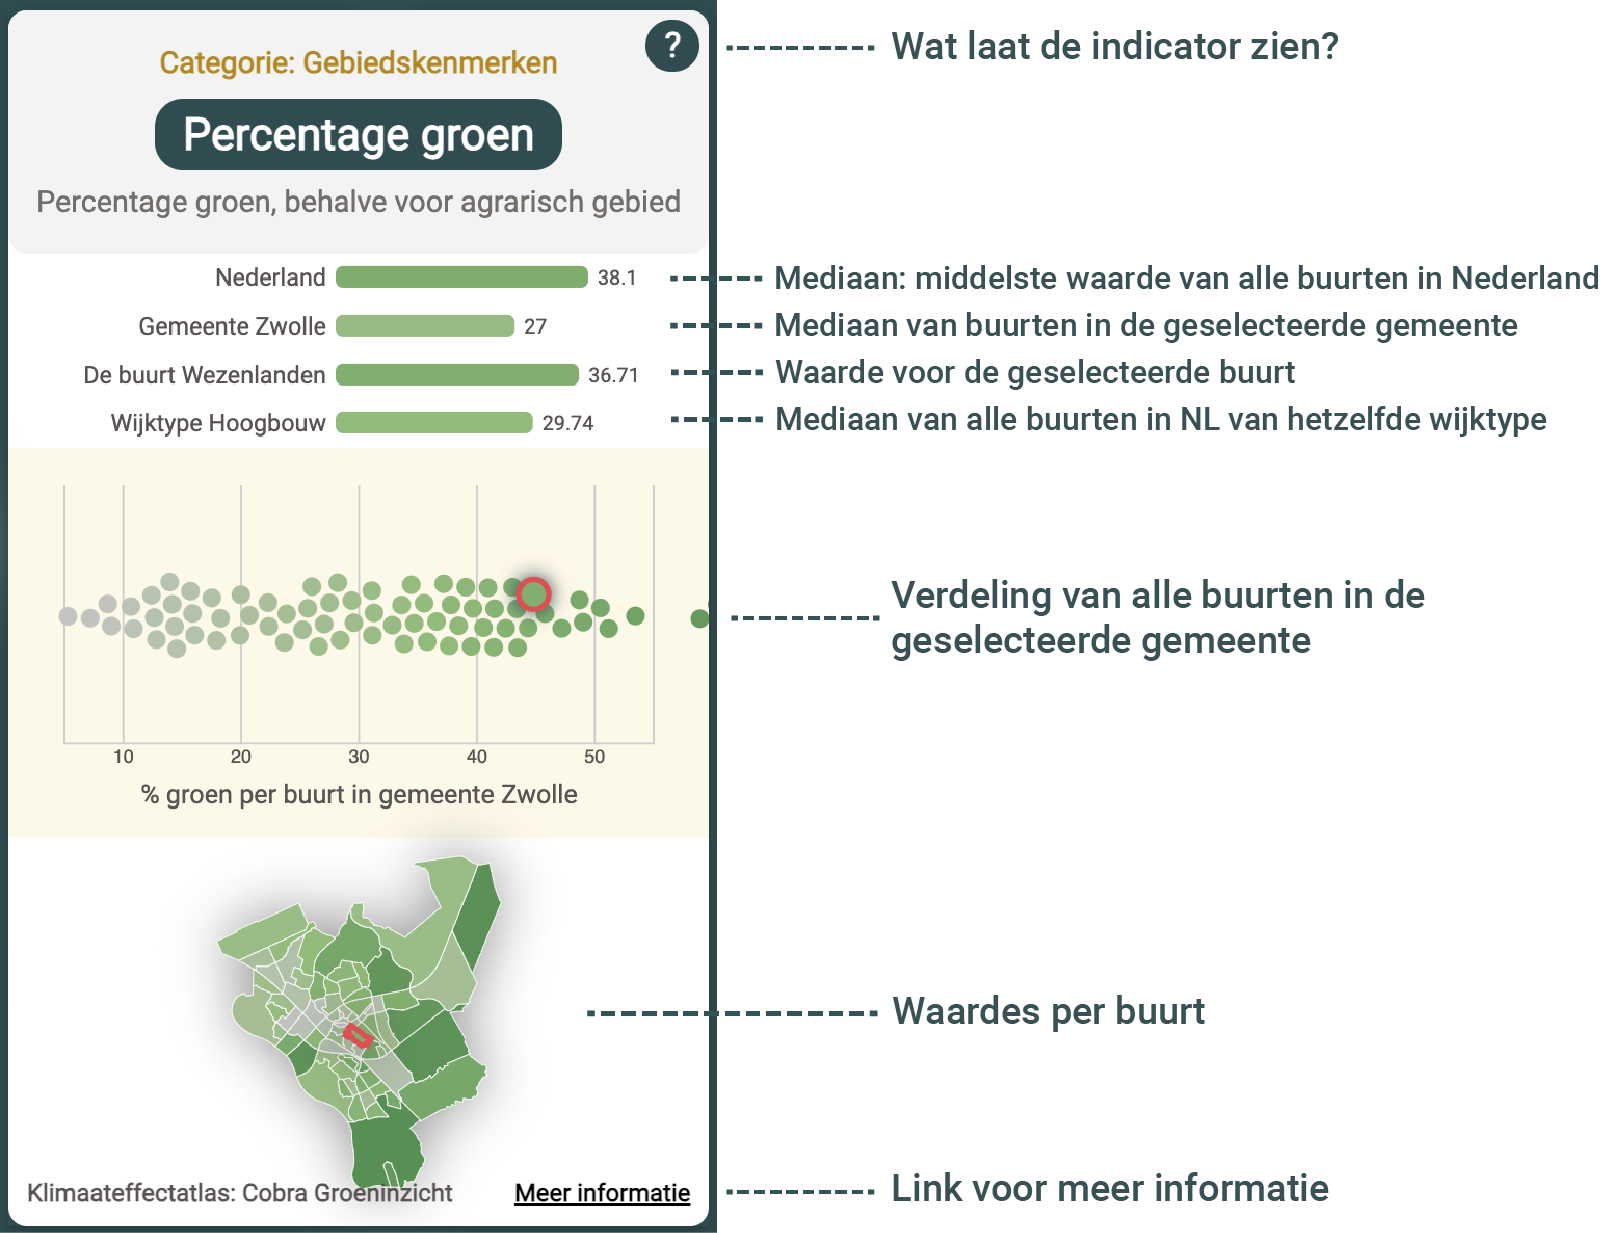 Categorie: Gebiedskenmerken
?
Wat laat de indicator zien?
Percentage groen
Percentage groen, behalve voor agrarisch gebied
Nederland 38.1
Mediaan: middelste waarde van alle buurten in Nederland
Gemeente Zwolle 27
Mediaan van buurten in de geselecteerde gemeente
De buurt Wezenlanden 36.71
Waarde voor de geselecteerde buurt
Wijktype Hoogbouw 29.74
Mediaan van alle buurten in NL van hetzelfde wijktype
Verdeling van alle buurten in de
geselecteerde gemeente
10 20 30 40 50
% groen per buurt in gemeente Zwolle
Waardes per buurt
Klimaateffectatlas: Cobra Groeninzicht
Meer informatie
Link voor meer informatie